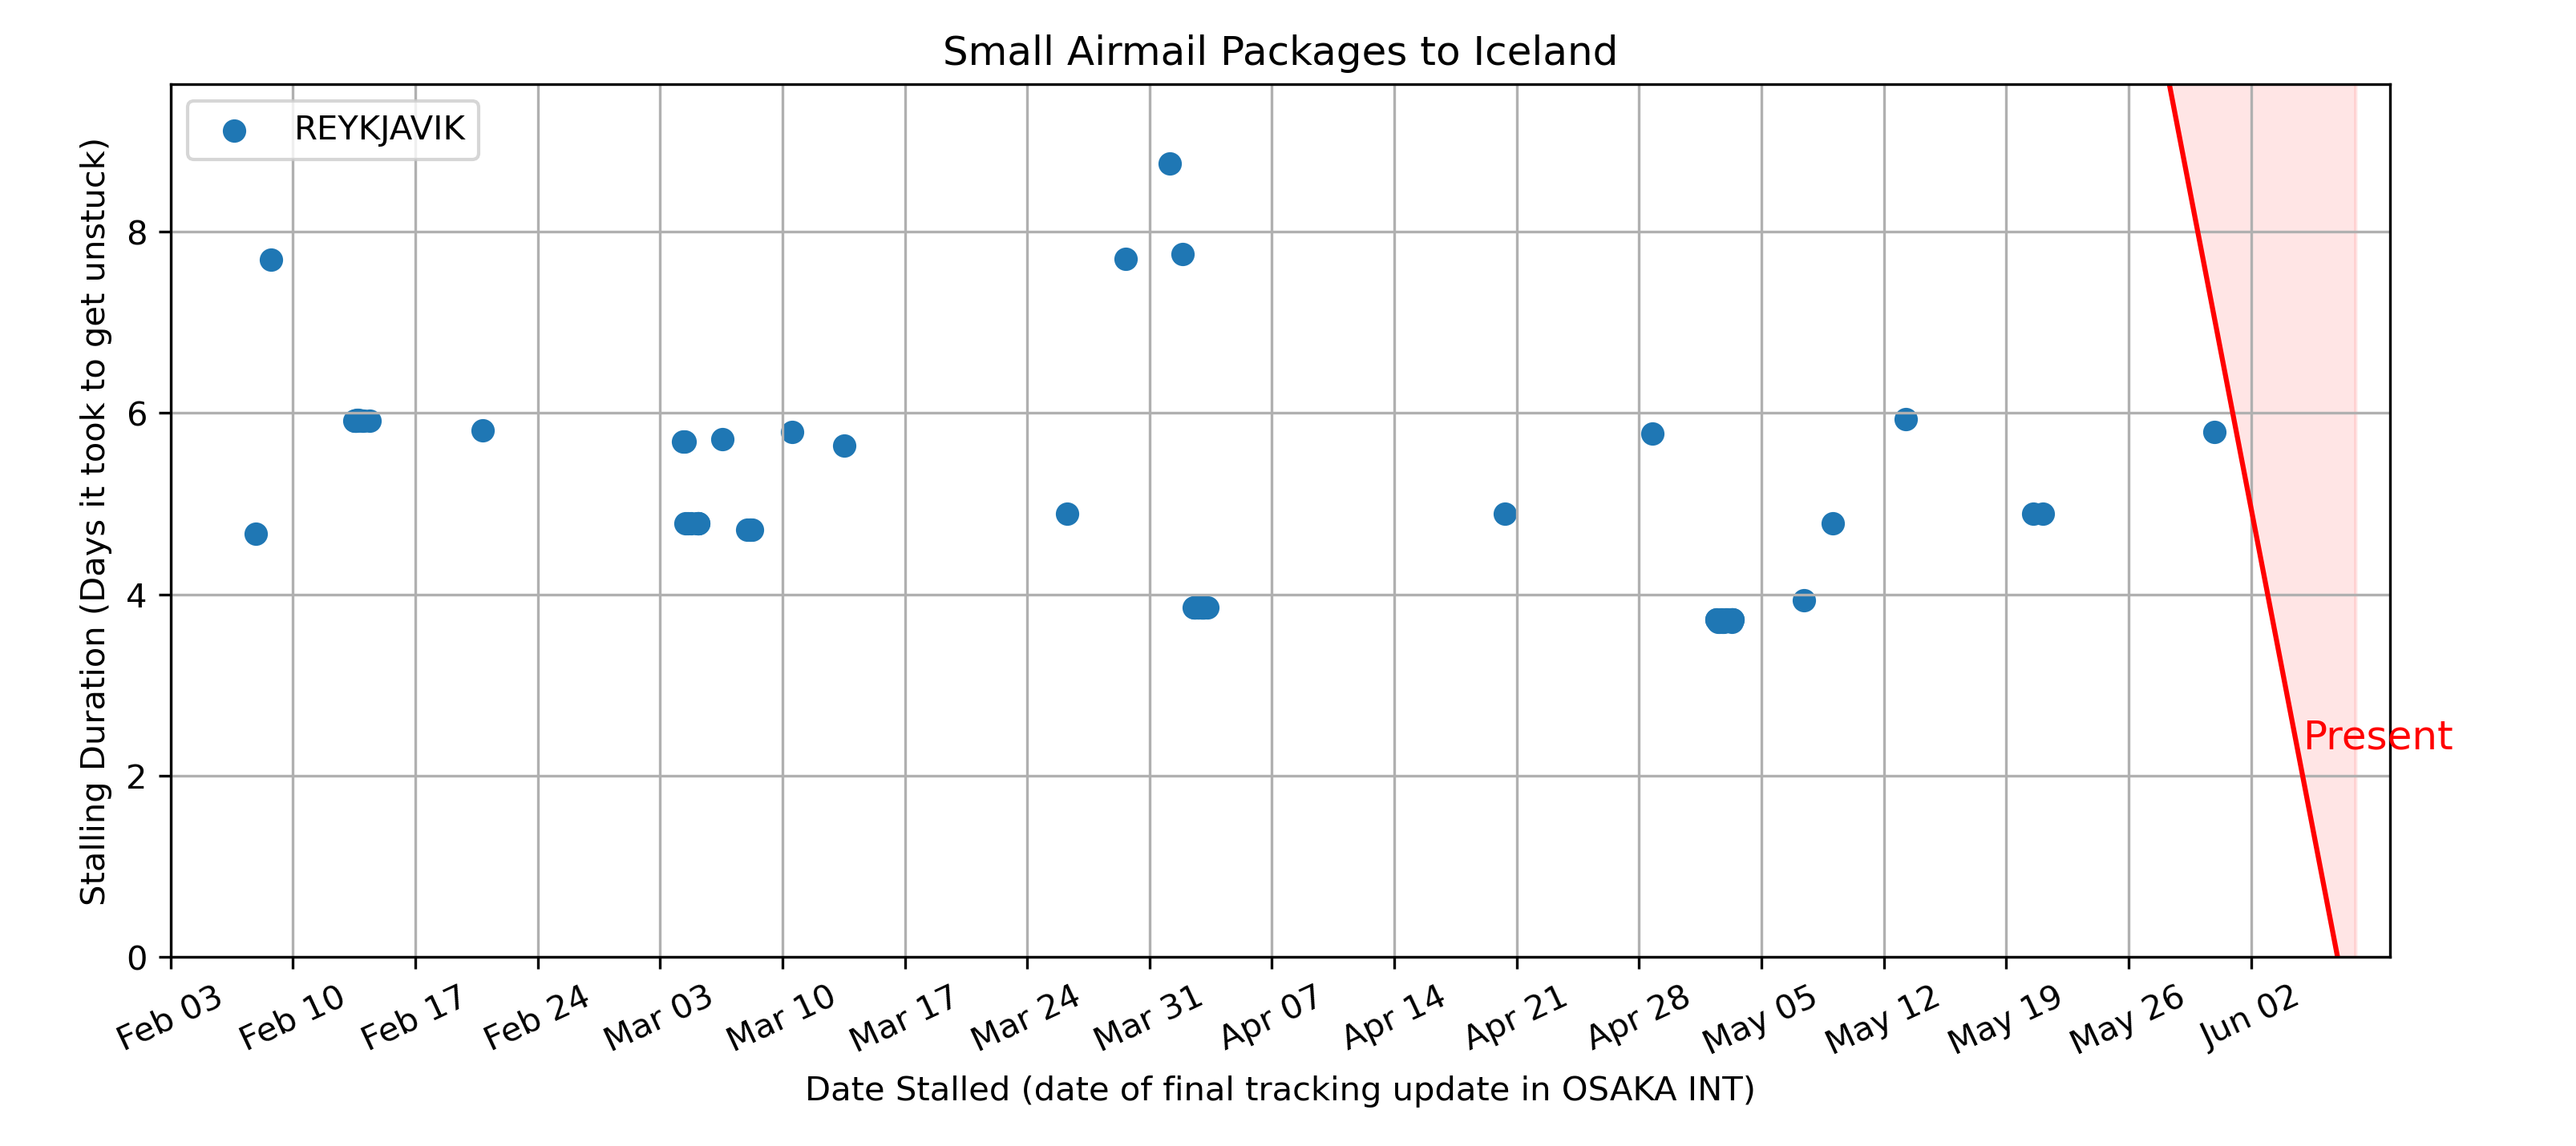 Small Airmail Packages to Iceland
REYKJAVIK
Stalling Duration (Days it took to get unstuck)
8
6
4
2
0
Present
Feb 03 Feb 10 Feb 17 Feb 24 Mar 03 Mar 10 Mar 17 Mar 24 Mar 31 Apr 07 Apr 14 Apr 21 Apr 28 May 05 May 12 May 19 May 26 Jun 02
Date Stalled (date of final tracking update in OSAKA INT)